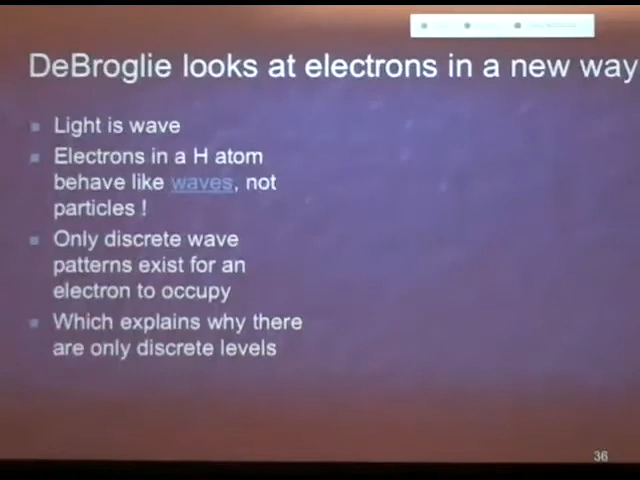 DeBroglie looks at electrons in a new way
Light is wave
Electrons in a H atom
behave like waves, not
particles !
Only discrete wave
patterns exist for an
electron to occupy
Which explains why there
are only discrete levels
36